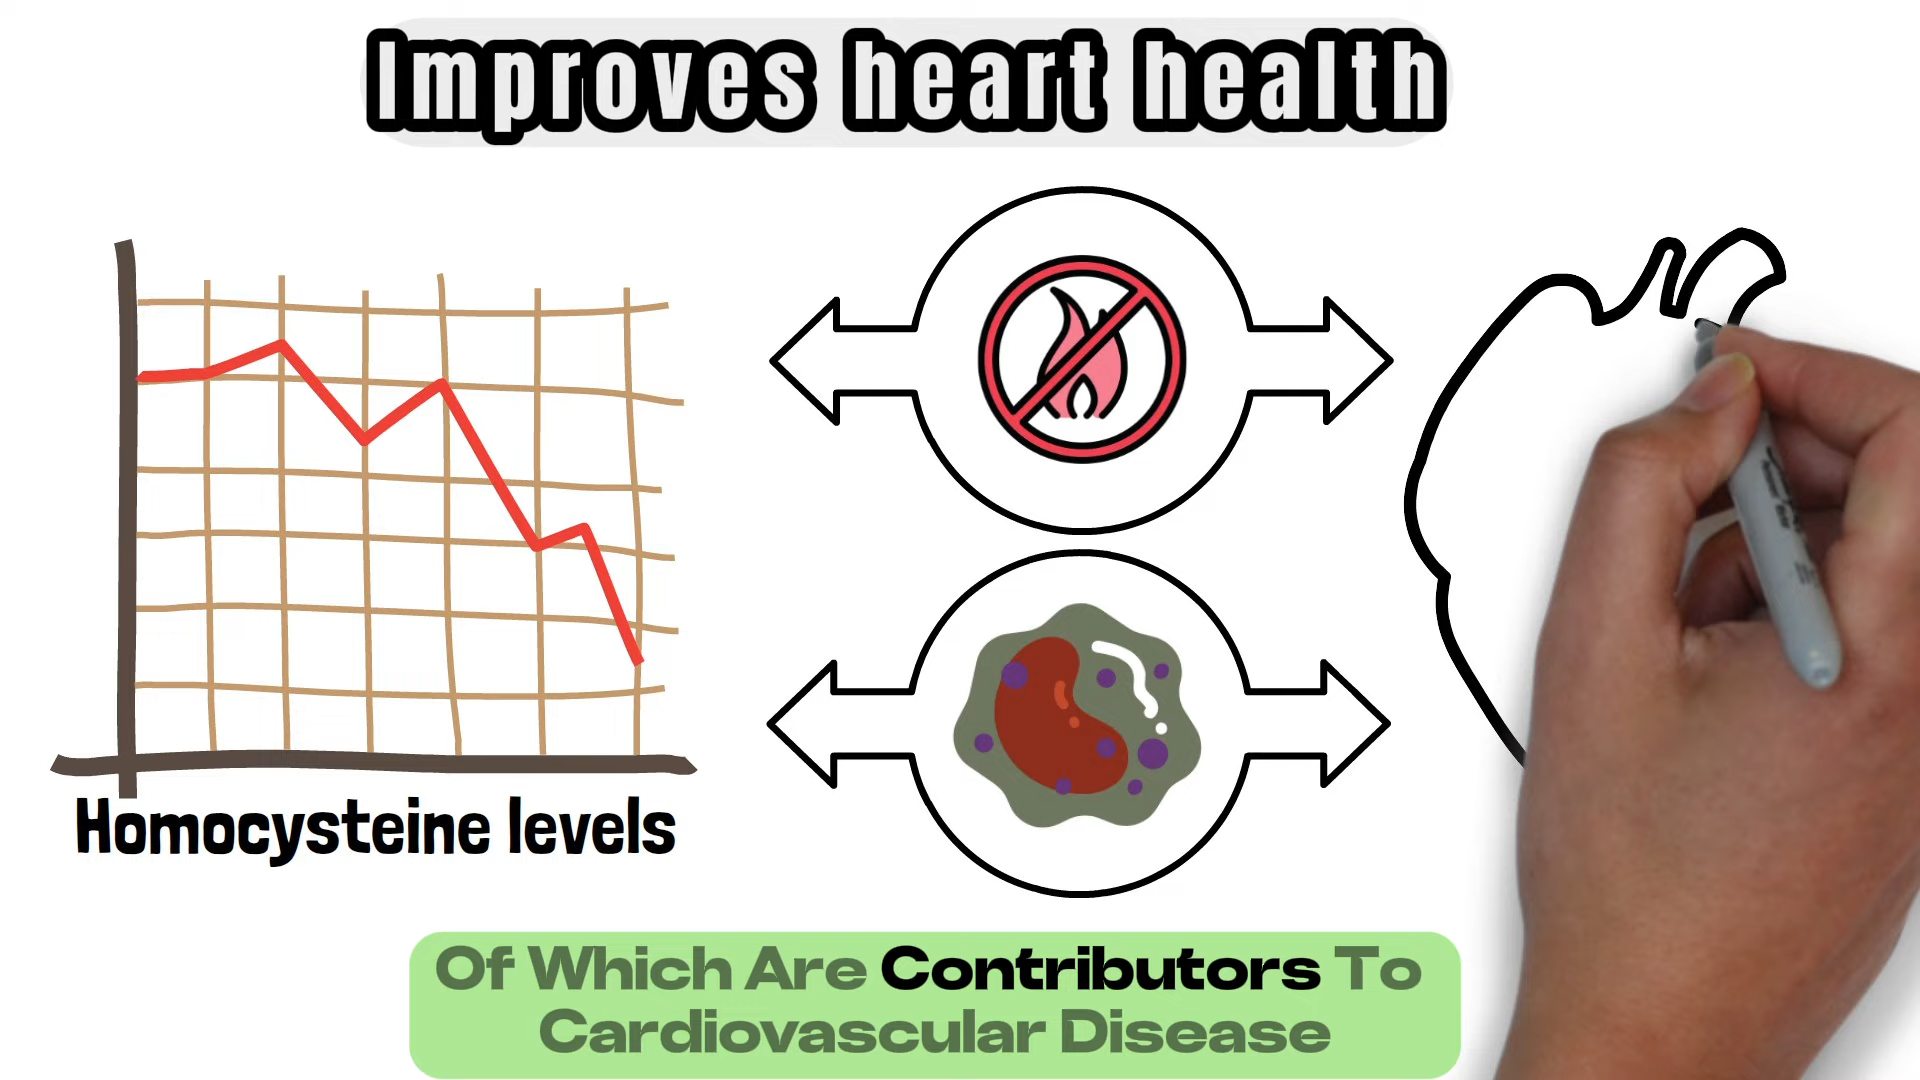 Improves heart health
Homocysteine levels
Of Which Are Contributors To
Cardiovascular Disease